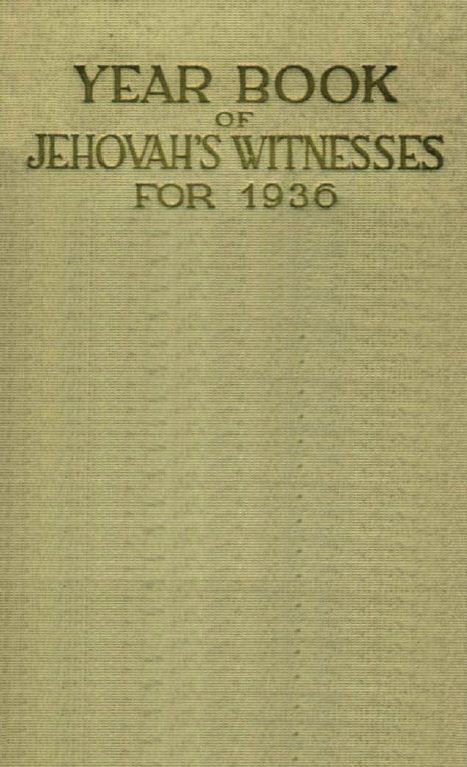 YEAR BOOK
OF
JEHOVAH'S WITNESSES
FOR 1936